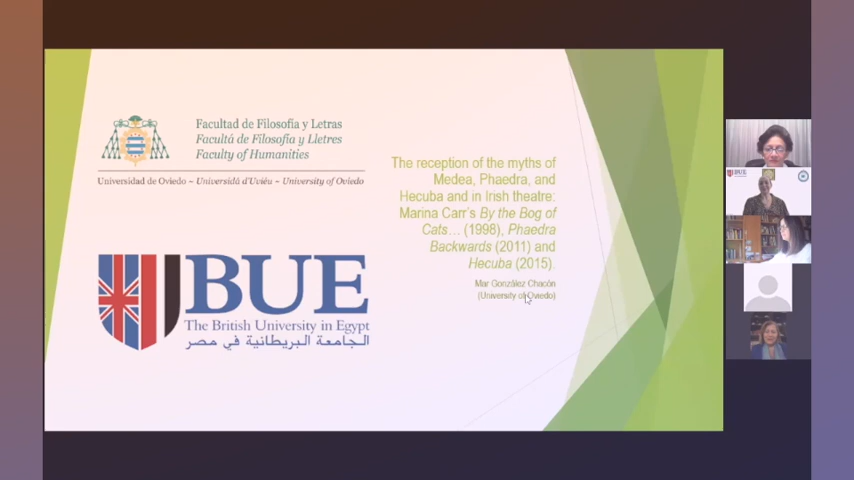 Facultad de Filosofía y Letras
Facultá de Filosofía y Lletres
Faculty of Humanities
Universidad de Oviedo ~ Universidá d'Uviéu ~ University of Oviedo
BUE
The British University in Egypt
الجامعة البريطانية في مصر
The reception of the myths of
Medea, Phaedra, and
Hecuba and in Irish theatre:
Marina Carr's By the Bog of
Cats… (1998), Phaedra
Backwards (2011) and
Hecuba (2015).
Mar González Chacón
(University of Oviedo)